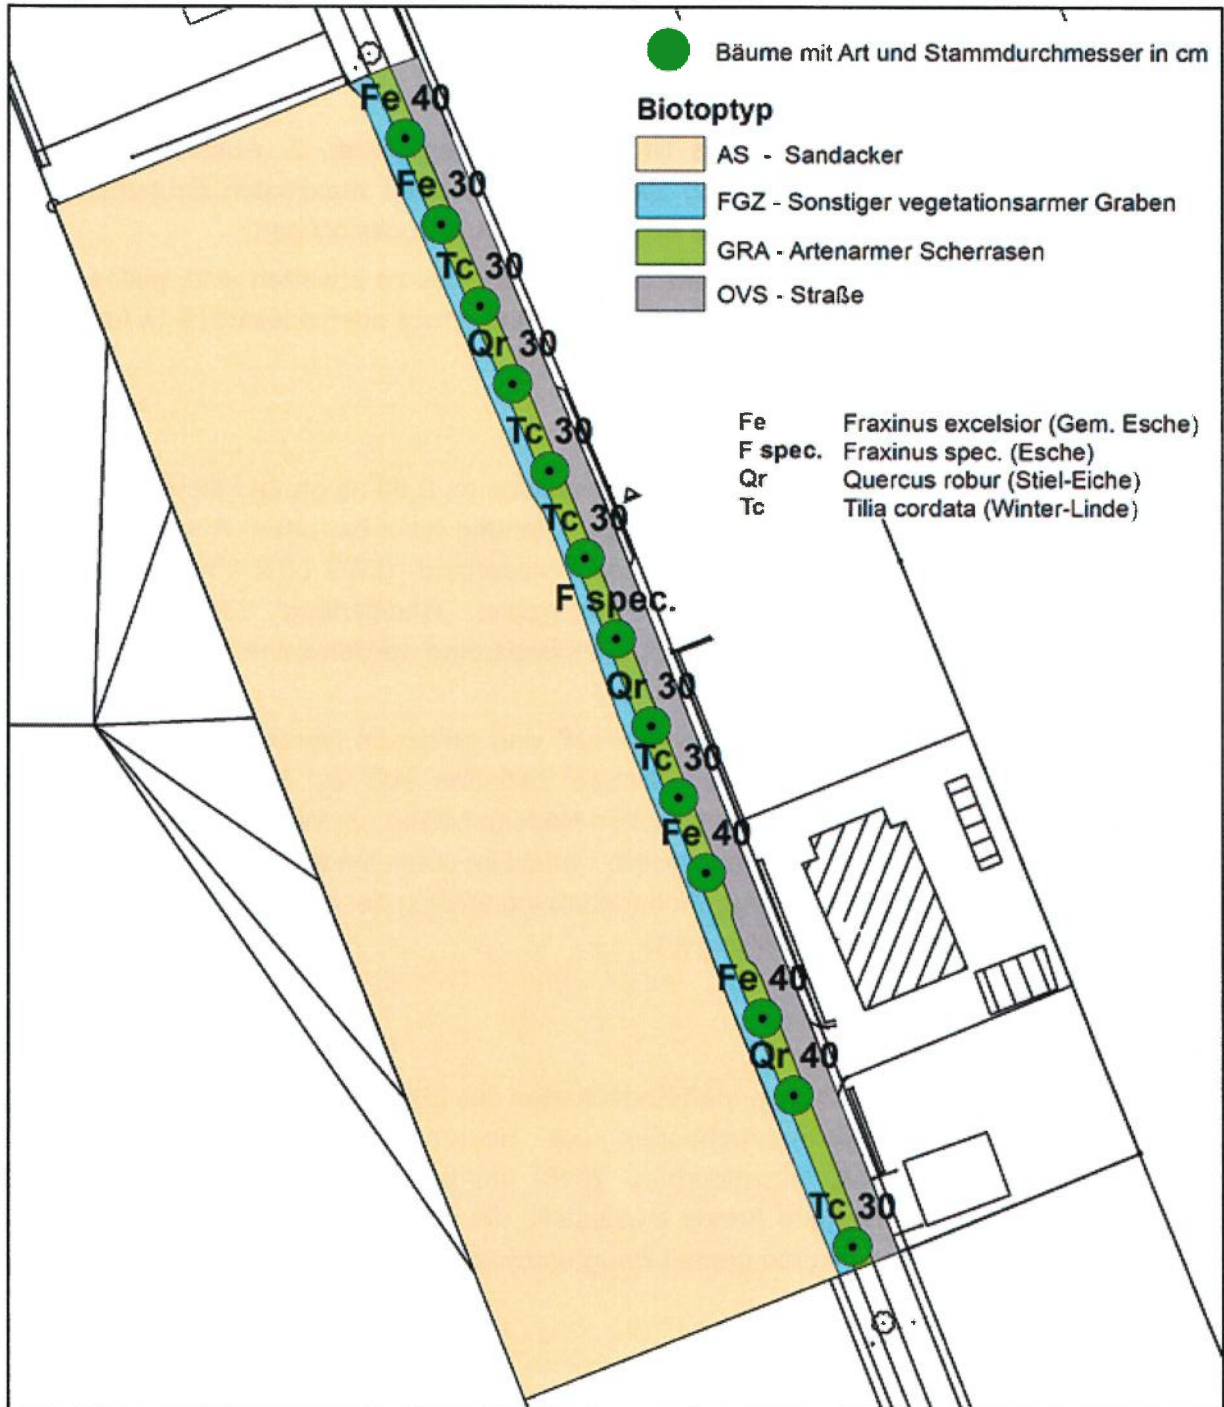 Bäume mit Art und Stammdurchmesser in cm
Biotoptyp
AS - Sandacker
FGZ - Sonstiger vegetationsarmer Graben
GRA - Artenarmer Scherrasen
OVS - Straße
Fe Fraxinus excelsior (Gem. Esche)
F spec. Fraxinus spec. (Esche)
Qr Quercus robur (Stiel-Eiche)
Tc Tilia cordata (Winter-Linde)
Fe 40
Fe 30
Tc 30
Qr 30
Tc 30
Tc 30
F spec.
Qr 30
Tc 30
Fe 40
Fe 40
Qr 40
Tc 30